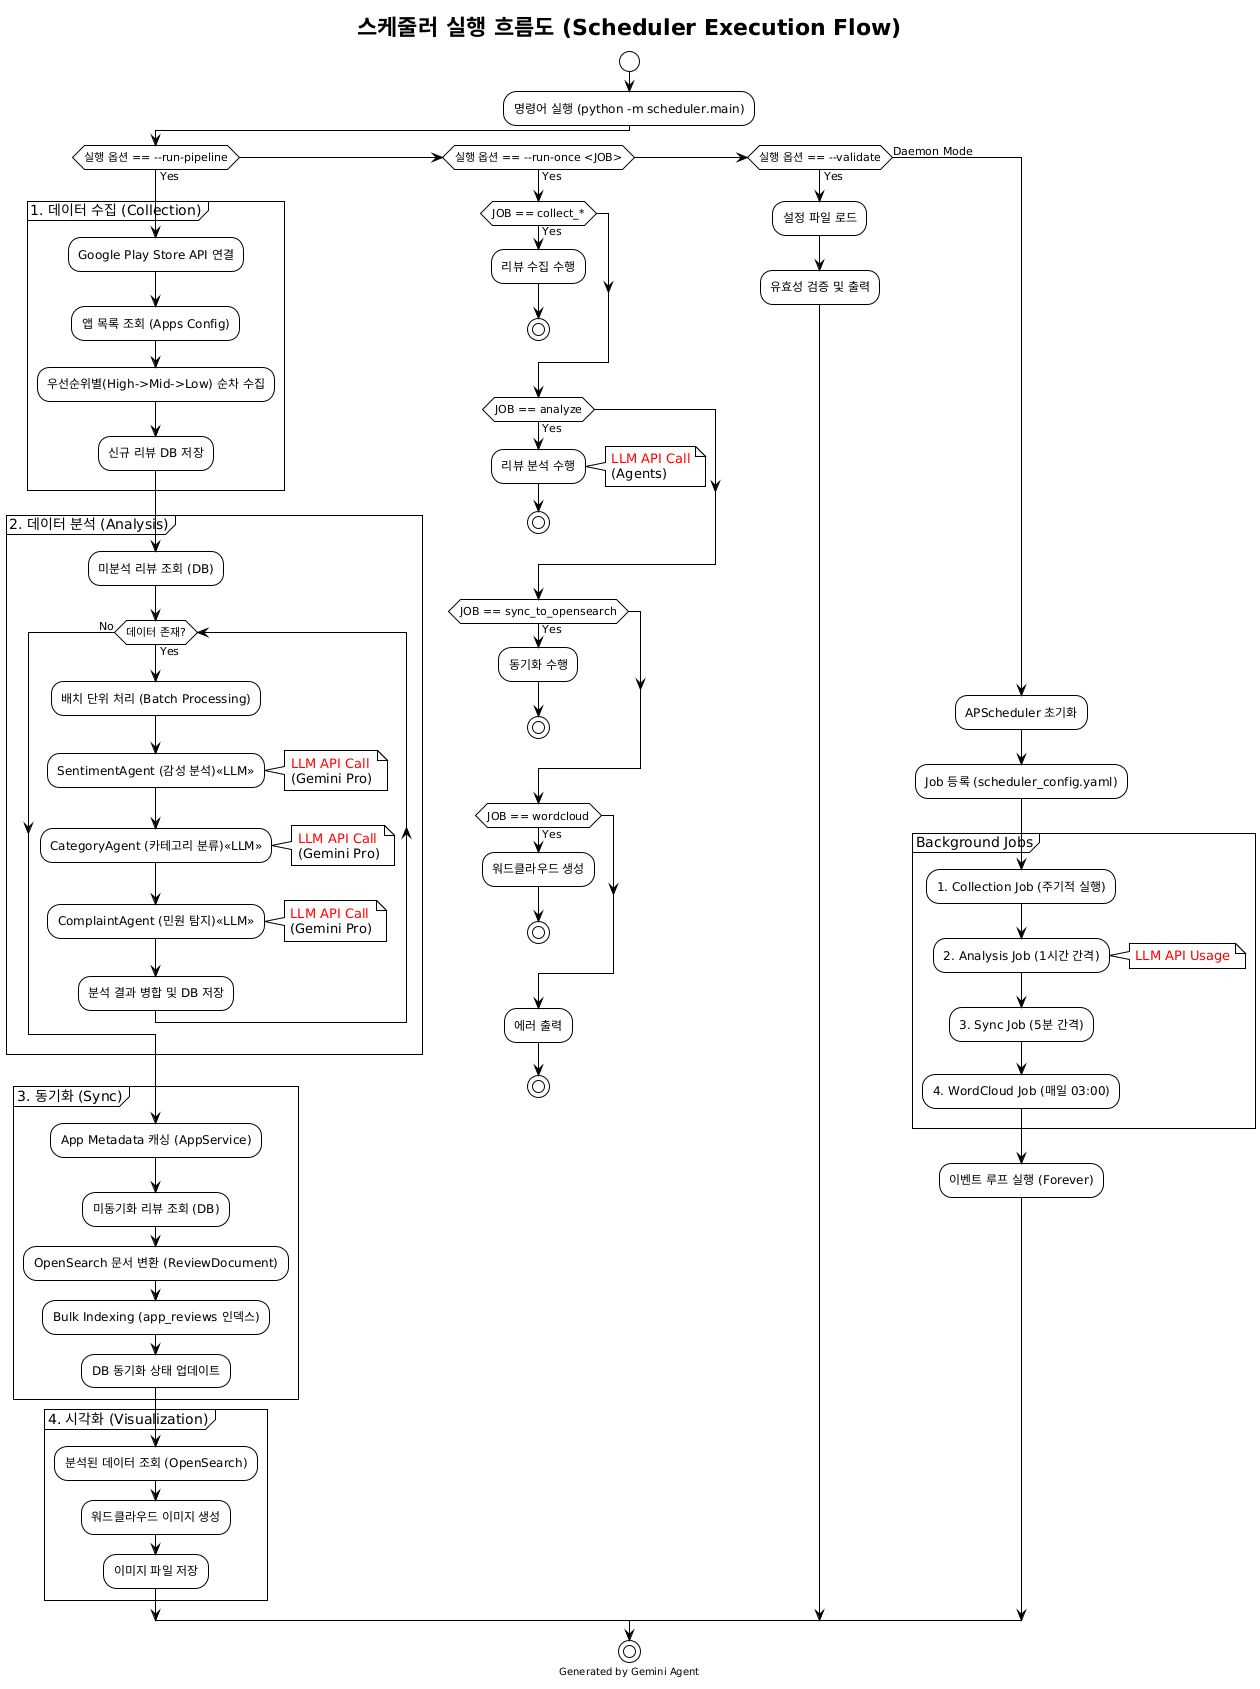 스케줄러 실행 흐름도 (Scheduler Execution Flow)
명령어 실행 (python -m scheduler.main)
실행 옵션 == --run-pipeline
Yes
1. 데이터 수집 (Collection)
Google Play Store API 연결
앱 목록 조회 (Apps Config)
우선순위별(High->Mid->Low) 순차 수집
신규 리뷰 DB 저장
2. 데이터 분석 (Analysis)
미분석 리뷰 조회 (DB)
데이터 존재?
No
Yes
배치 단위 처리 (Batch Processing)
SentimentAgent (감성 분석)«LLM»
LLM API Call
(Gemini Pro)
CategoryAgent (카테고리 분류)«LLM»
LLM API Call
(Gemini Pro)
ComplaintAgent (민원 탐지)«LLM»
LLM API Call
(Gemini Pro)
분석 결과 병합 및 DB 저장
3. 동기화 (Sync)
App Metadata 캐싱 (AppService)
미동기화 리뷰 조회 (DB)
OpenSearch 문서 변환 (ReviewDocument)
Bulk Indexing (app_reviews 인덱스)
DB 동기화 상태 업데이트
4. 시각화 (Visualization)
분석된 데이터 조회 (OpenSearch)
워드클라우드 이미지 생성
이미지 파일 저장
실행 옵션 == --run-once <JOB>
Yes
JOB == collect_*
Yes
리뷰 수집 수행
JOB == analyze
Yes
리뷰 분석 수행
LLM API Call
(Agents)
JOB == sync_to_opensearch
Yes
동기화 수행
JOB == wordcloud
Yes
워드클라우드 생성
에러 출력
실행 옵션 == --validate
Yes
설정 파일 로드
유효성 검증 및 출력
Daemon Mode
APScheduler 초기화
Job 등록 (scheduler_config.yaml)
Background Jobs
1. Collection Job (주기적 실행)
2. Analysis Job (1시간 간격)
LLM API Usage
3. Sync Job (5분 간격)
4. WordCloud Job (매일 03:00)
이벤트 루프 실행 (Forever)
Generated by Gemini Agent